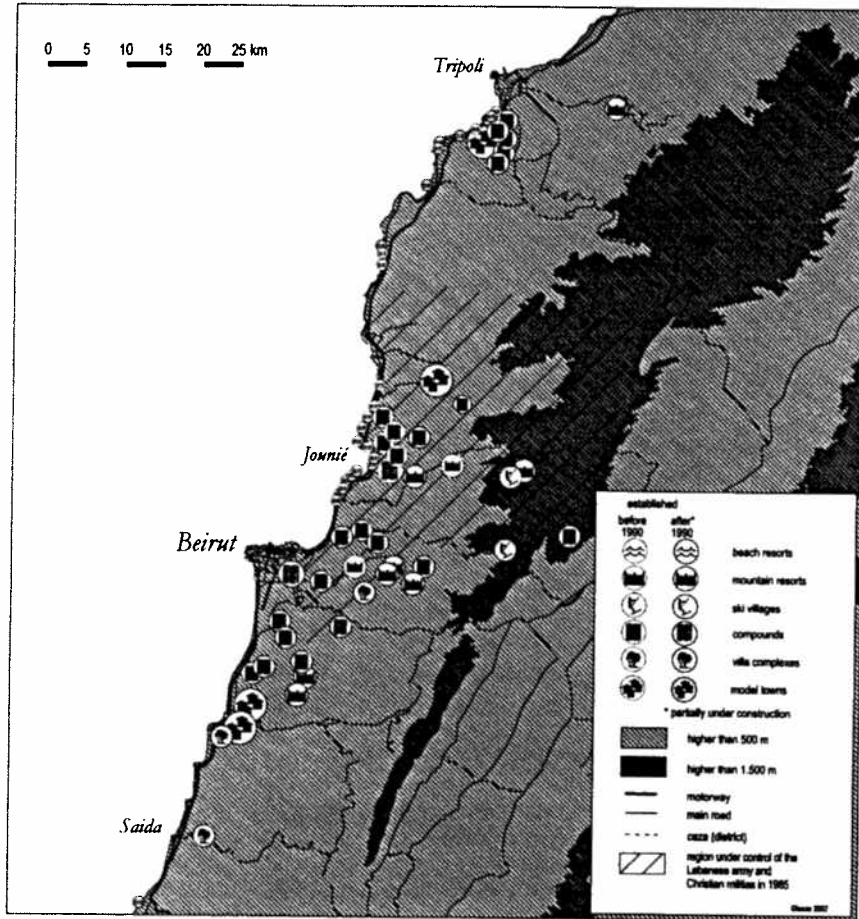 0 5 10 15 20 25 km
Tripoli
Jounié
Beirut
Saida
established
before after*
1990 1990
beach resorts
mountain resorts
ski villages
compounds
villa complexes
model towns
* partially under construction
higher than 500 m
higher than 1.500 m
motorway
main road
caza (district)
region under control of the
Lebanese army and
Christian militias in 1985
2002